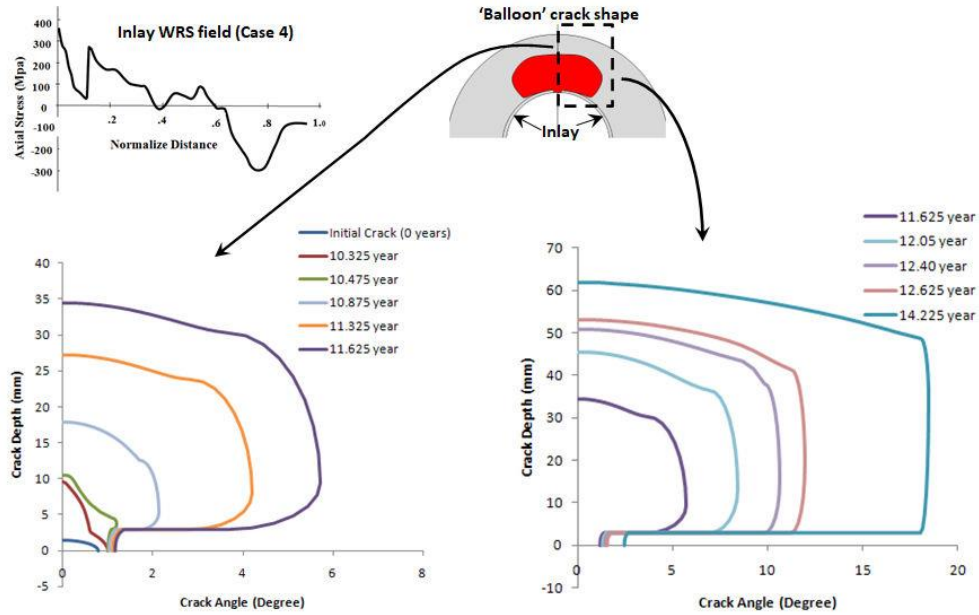 Inlay WRS field (Case 4)
Axial Stress (Mpa)
400
300
200
100
0
-100
-200
-300
.2
.4
.6
.8
1.0
Normalize Distance
'Balloon' crack shape
Inlay
Initial Crack (0 years)
10.325 year
10.475 year
10.875 year
11.325 year
11.625 year
Crack Depth (mm)
40
35
30
25
20
15
10
5
0
-5
0
2
4
6
8
Crack Angle (Degree)
11.625 year
12.05 year
12.40 year
12.625 year
14.225 year
Crack Depth (mm)
70
60
50
40
30
20
10
0
-10
0
5
10
15
20
Crack Angle (Degree)